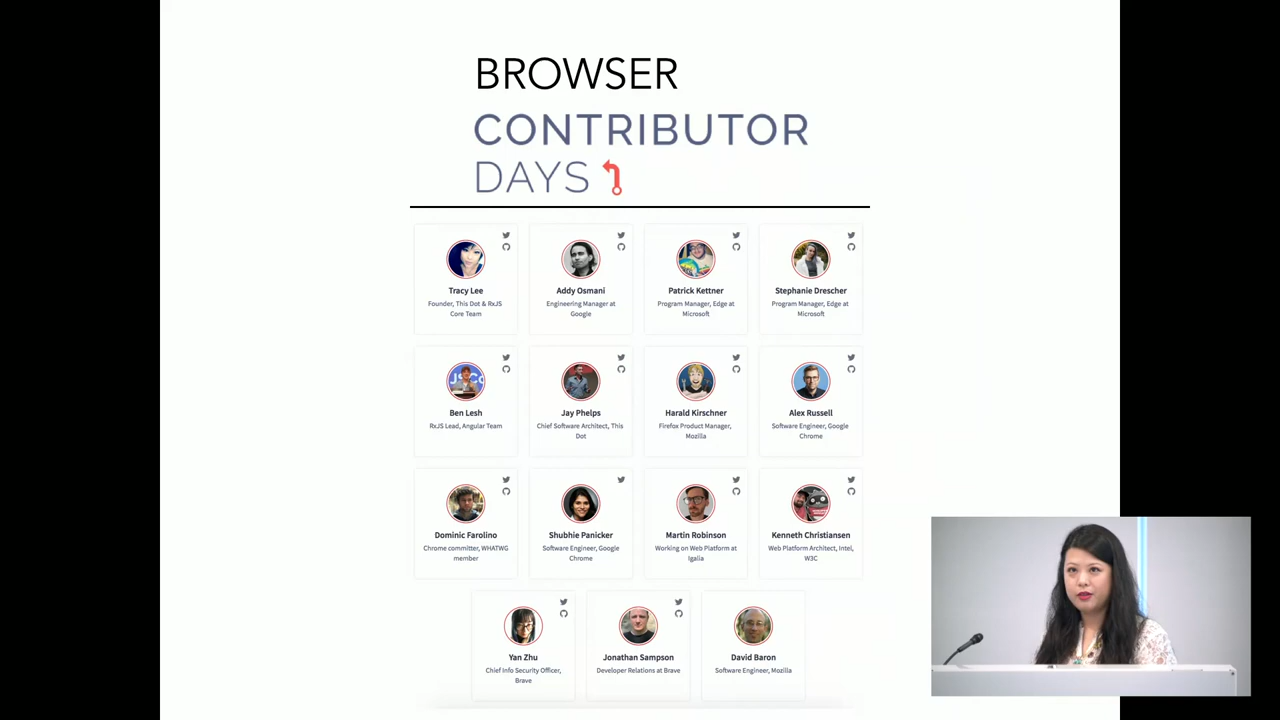 BROWSER
CONTRIBUTOR
DAYS
Tracy Lee
Founder, This Dot & RxJS
Core Team
Addy Osmani
Engineering Manager at
Google
Patrick Kettner
Program Manager, Edge at
Microsoft
Stephanie Drescher
Program Manager, Edge at
Microsoft
Ben Lesh
RxJS Lead, Angular Team
Jay Phelps
Chief Software Architect, This
Dot
Harald Kirschner
Firefox Product Manager,
Mozilla
Alex Russell
Software Engineer, Google
Chrome
Dominic Farolino
Chrome committer, WHATWG
member
Shubhie Panicker
Software Engineer, Google
Chrome
Martin Robinson
Working on Web Platform at
Igalia
Kenneth Christiansen
Web Platform Architect, Intel,
W3C
Yan Zhu
Chief Info Security Officer,
Brave
Jonathan Sampson
Developer Relations at Brave
David Baron
Software Engineer, Mozilla